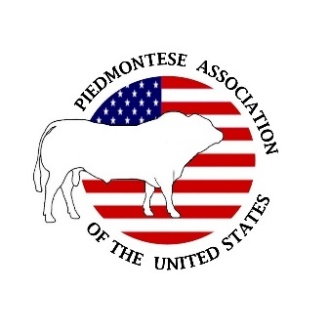 PIEDMONTESE ASSOCIATION
OF THE UNITED STATES